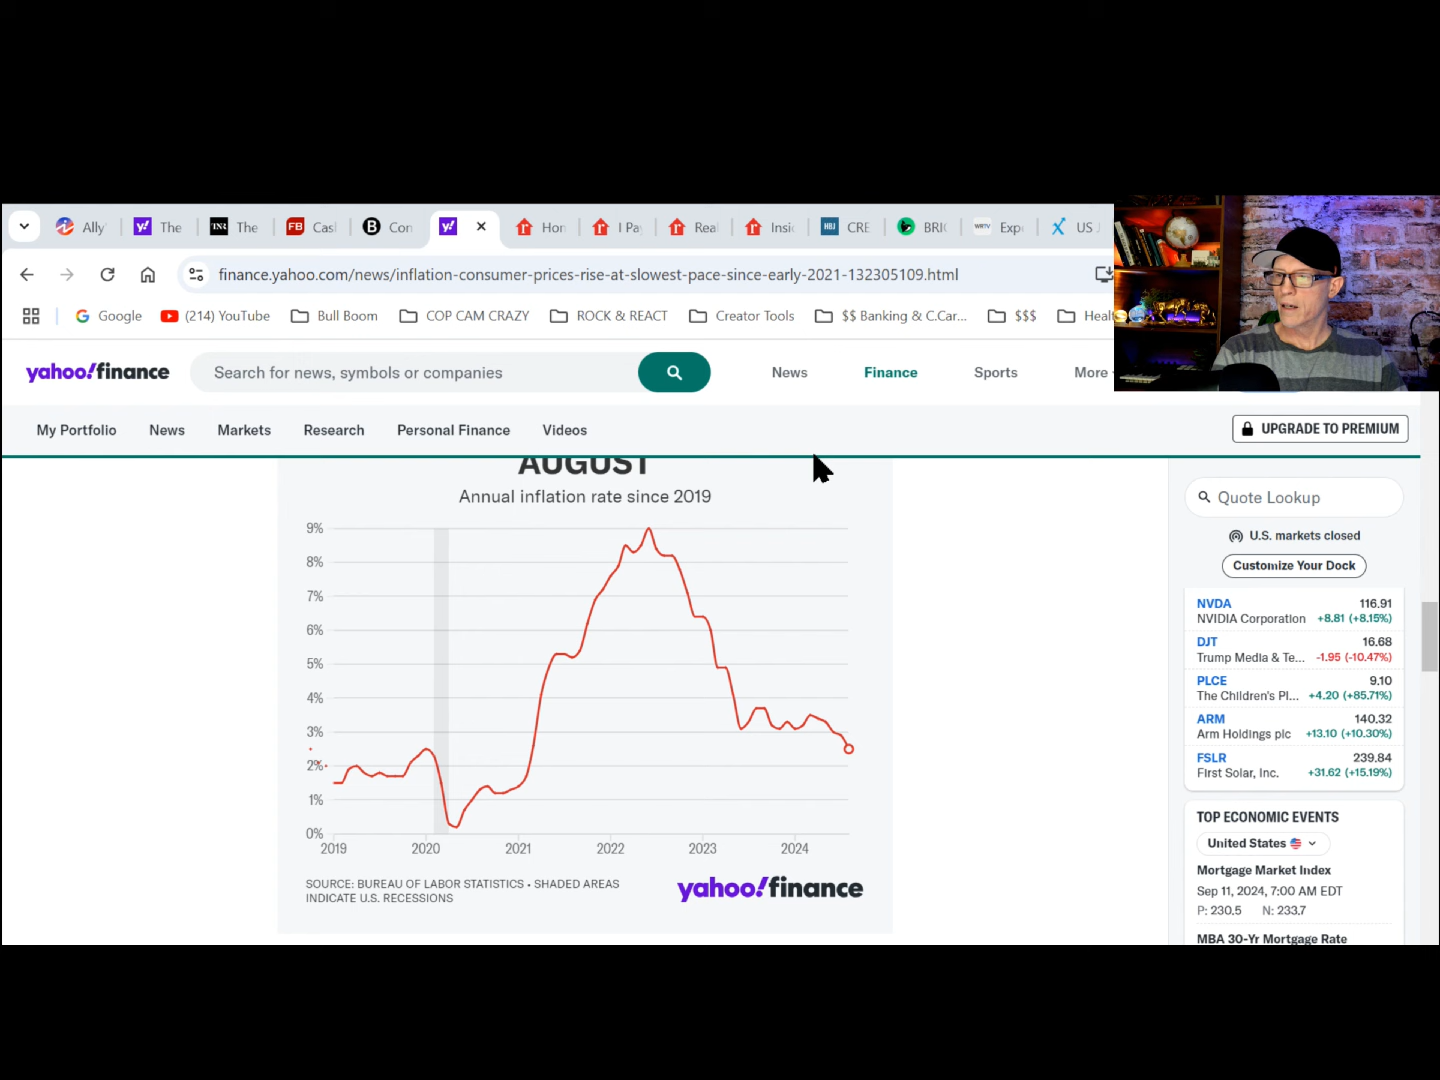 Ally
The
The
FB Cas
B Con
Hon
I Pa
Real
Insi
HBJ CRE
BRIC
WBTV Exp
US J
finance.yahoo.com/news/inflation-consumer-prices-rise-at-slowest-pace-since-early-2021-132305109.html
Google
(214) YouTube
Bull Boom
COP CAM CRAZY
ROCK & REACT
Creator Tools
$$ Banking & C.Car...
$$$
Heal
yahoo!finance
Search for news, symbols or companies
News
Finance
Sports
More
My Portfolio
News
Markets
Research
Personal Finance
Videos
UPGRADE TO PREMIUM
AUGUST
Annual inflation rate since 2019
9%
8%
7%
6%
5%
4%
3%
2%
1%
0%
2019
2020
2021
2022
2023
2024
SOURCE: BUREAU OF LABOR STATISTICS • SHADED AREAS
INDICATE U.S. RECESSIONS
yahoo!finance
Quote Lookup
U.S. markets closed
Customize Your Dock
NVDA 116.91
NVIDIA Corporation +8.81 (+8.15%)
DJT 16.68
Trump Media & Te... -1.95 (-10.47%)
PLCE 9.10
The Children's Pl... +4.20 (+85.71%)
ARM 140.32
Arm Holdings plc +13.10 (+10.30%)
FSLR 239.84
First Solar, Inc. +31.62 (+15.19%)
TOP ECONOMIC EVENTS
United States
Mortgage Market Index
Sep 11, 2024, 7:00 AM EDT
P: 230.5 N: 233.7
MBA 30-Yr Mortgage Rate